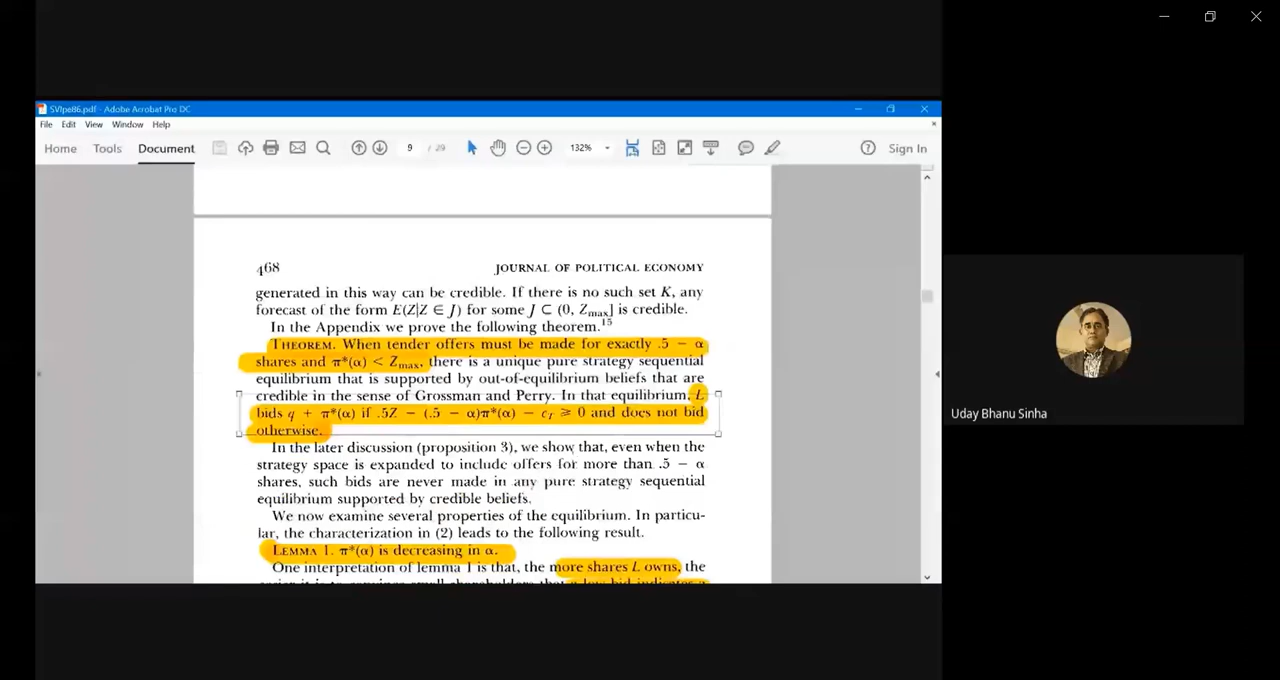 SVJpe86.pdf - Adobe Acrobat Pro DC
File Edit View Window Help
Home Tools Document 9 / 29 132% Sign In
468 JOURNAL OF POLITICAL ECONOMY
generated in this way can be credible. If there is no such set K, any
forecast of the form E(Z|Z ∈ J) for some J ⊂ (0, Zmax] is credible.
In the Appendix we prove the following theorem.15
THEOREM. When tender offers must be made for exactly .5 − α
shares and π*(α) < Zmax, there is a unique pure strategy sequential
equilibrium that is supported by out-of-equilibrium beliefs that are
credible in the sense of Grossman and Perry. In that equilibrium, L
bids q + π*(α) if .5Z − (.5 − α)π*(α) − cT ≥ 0 and does not bid
otherwise.
In the later discussion (proposition 3), we show that, even when the
strategy space is expanded to include offers for more than .5 − α
shares, such bids are never made in any pure strategy sequential
equilibrium supported by credible beliefs.
We now examine several properties of the equilibrium. In particu-
lar, the characterization in (2) leads to the following result.
LEMMA 1. π*(α) is decreasing in α.
One interpretation of lemma 1 is that, the more shares L owns, the
Uday Bhanu Sinha